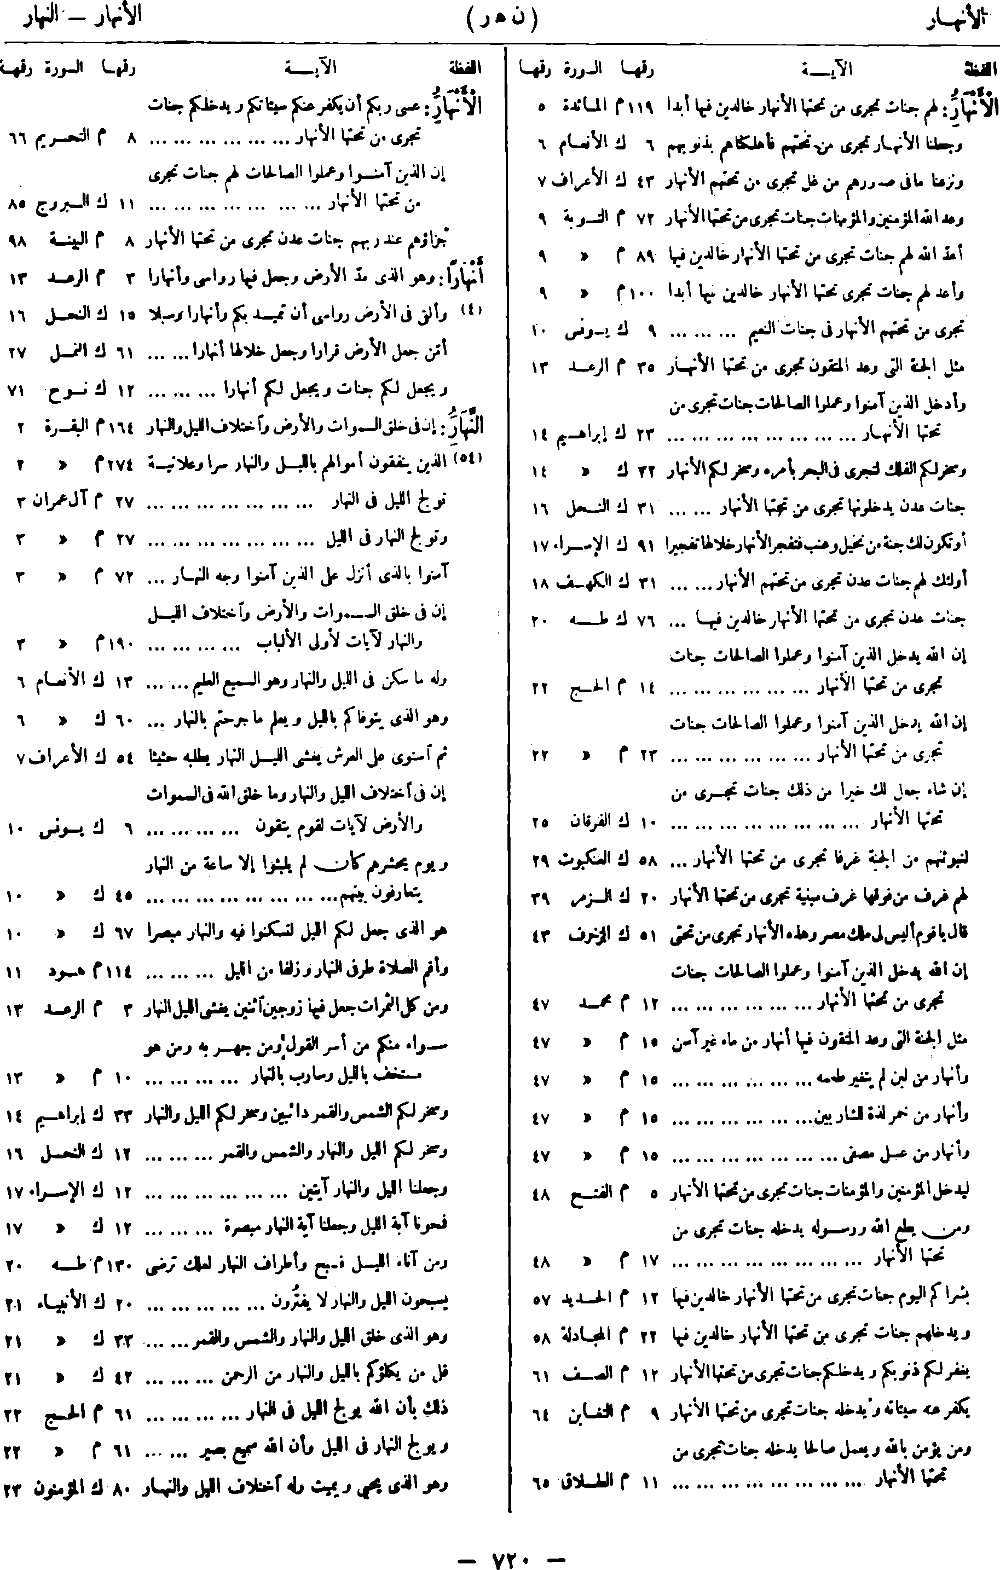 الأنهار
(ن هر)
الأنهار – النهار
اللفظة الآيــة رقمها السورة رقمها
الْأَنْهَارُ: لهم جنات تجرى من تحتها الأنهار خالدين فيها أبدا ١١٩ م المائدة ٥
وجعلنا الأنهار تجرى من تحتهم فأهلكناهم بذنوبهم ٦ ك الأنعام ٦
ونزعنا مافى صدورهم من غل تجرى من تحتهم الأنهار ٤٣ ك الأعراف ٧
وعد الله المؤمنين والمؤمنات جنات تجرى من تحتها الأنهار ٧٢ م التوبة ٩
أعد الله لهم جنات تجرى من تحتها الأنهار خالدين فيها ٨٩ م » ٩
وأعد لهم جنات تجرى تحتها الأنهار خالدين فيها أبدا ١٠٠ م » ٩
تجرى من تحتهم الأنهار فى جنات النعيم ... ... ... ٩ ك يونس ١٠
مثل الجنة التى وعد المتقون تجرى من تحتها الأنهار ٣٥ م الرعد ١٣
وأدخل الذين آمنوا وعملوا الصالحات جنات تجرى من
تحتها الأنهار ... ... ... ... ... ... ... ٢٣ ك إبراهيم ١٤
وسخر لكم الفلك لتجرى فى البحر بأمره وسخر لكم الأنهار ٣٢ ك » ١٤
جنات عدن يدخلونها تجرى من تحتها الأنهار ... ... ٣١ ك النحل ١٦
أو تكون لك جنة من نخيل وعنب فتفجر الأنهار خلالها تفجيرا ٩١ ك الإسراء ١٧
أولئك لهم جنات عدن تجرى من تحتهم الأنهار ... ... ٣١ ك الكهف ١٨
جنات عدن تجرى من تحتها الأنهار خالدين فيها ... ٧٦ ك طه ٢٠
إن الله يدخل الذين آمنوا وعملوا الصالحات جنات
تجرى من تحتها الأنهار ... ... ... ... ... ... ١٤ م الحج ٢٢
إن الله يدخل الذين آمنوا وعملوا الصالحات جنات
تجرى من تحتها الأنهار ... ... ... ... ... ... ٢٣ م » ٢٢
إن شاء جعل لك خيرا من ذلك جنات تجرى من
تحتها الأنهار ... ... ... ... ... ... ... ١٠ ك الفرقان ٢٥
لنبوئنهم من الجنة غرفا تجرى من تحتها الأنهار ... ٥٨ ك العنكبوت ٢٩
لهم غرف من فوقها غرف مبنية تجرى من تحتها الأنهار ٢٠ ك الزمر ٣٩
قال ياقوم أليس لى ملك مصر وهذه الأنهار تجرى من تحتى ٥١ ك الزخرف ٤٣
إن الله يدخل الذين آمنوا وعملوا الصالحات جنات
تجرى من تحتها الأنهار ... ... ... ... ... ... ١٢ م محمد ٤٧
مثل الجنة التى وعد المتقون فيها أنهار من ماء غير آسن ١٥ م » ٤٧
وأنهار من لبن لم يتغير طعمه ... ... ... ... ... ١٥ م » ٤٧
وأنهار من خمر لذة للشاربين ... ... ... ... ... ١٥ م » ٤٧
وأنهار من عسل مصفى ... ... ... ... ... ... ١٥ م » ٤٧
ليدخل المؤمنين والمؤمنات جنات تجرى من تحتها الأنهار ٥ م الفتح ٤٨
ومن يطع الله ورسوله يدخله جنات تجرى من
تحتها الأنهار ... ... ... ... ... ... ... ١٧ م » ٤٨
بشراكم اليوم جنات تجرى من تحتها الأنهار خالدين فيها ١٢ م الحديد ٥٧
ويدخلهم جنات تجرى من تحتها الأنهار خالدين فيها ٢٢ م المجادلة ٥٨
يغفر لكم ذنوبكم ويدخلكم جنات تجرى من تحتها الأنهار ١٢ م الصف ٦١
يكفر عنه سيئاته ويدخله جنات تجرى من تحتها الأنهار ٩ م التغابن ٦٤
ومن يؤمن بالله ويعمل صالحا يدخله جنات تجرى من
تحتها الأنهار ... ... ... ... ... ... ... ١١ م الطلاق ٦٥
اللفظة الآيــة رقمها السورة رقمها
الْأَنْهَارُ: عسى ربكم أن يكفر عنكم سيئاتكم ويدخلكم جنات
تجرى من تحتها الأنهار ... ... ... ... ... ... ٨ م التحريم ٦٦
إن الذين آمنوا وعملوا الصالحات لهم جنات تجرى
من تحتها الأنهار ... ... ... ... ... ... ... ١١ ك البروج ٨٥
جزاؤهم عند ربهم جنات عدن تجرى من تحتها الأنهار ٨ م البينة ٩٨
أَنْهَارًا: وهو الذى مدّ الأرض وجعل فيها رواسى وأنهارا ٣ م الرعد ١٣
(٤) وألقى فى الأرض رواسى أن تميد بكم وأنهارا وسبلا ١٥ ك النحل ١٦
أمّن جعل الأرض قرارا وجعل خلالها أنهارا ... ... ٦١ ك النمل ٢٧
ويجعل لكم جنات ويجعل لكم أنهارا ... ... ... ١٢ ك نوح ٧١
النَّهَارُ: إن فى خلق السموات والأرض وآختلاف الليل والنهار ١٦٤ م البقرة ٢
(٥٤) الذين ينفقون أموالهم بالليل والنهار سرا وعلانية ٢٧٤ م » ٢
تولج الليل فى النهار ... ... ... ... ... ... ... ٢٧ م آل عمران ٣
وتولج النهار فى الليل ... ... ... ... ... ... ... ٢٧ م » ٣
آمنوا بالذى أنزل على الذين آمنوا وجه النهار ... ٧٢ م » ٣
إن فى خلق السموات والأرض وآختلاف الليل
والنهار لآيات لأولى الألباب ... ... ... ... ١٩٠ م » ٣
وله ما سكن فى الليل والنهار وهو السميع العليم ... ... ١٣ ك الأنعام ٦
وهو الذى يتوفاكم بالليل ويعلم ما جرحتم بالنهار ... ٦٠ ك » ٦
ثم آستوى على العرش يغشى الليل النهار يطلبه حثيثا ٥٤ ك الأعراف ٧
إن فى آختلاف الليل والنهار وما خلق الله فى السموات
والأرض لآيات لقوم يتقون ... ... ... ... ٦ ك يونس ١٠
ويوم يحشرهم كأن لم يلبثوا إلا ساعة من النهار
يتعارفون بينهم ... ... ... ... ... ... ... ... ٤٥ ك » ١٠
هو الذى جعل لكم الليل لتسكنوا فيه والنهار مبصرا ٦٧ ك » ١٠
وأقم الصلاة طرفى النهار وزلفا من الليل ... ... ... ١١٤ م هود ١١
ومن كل الثمرات جعل فيها زوجين آثنين يغشى الليل النهار ٣ م الرعد ١٣
سواء منكم من أسر القول ومن جهر به ومن هو
مستخف بالليل وسارب بالنهار ... ... ... ... ١٠ م » ١٣
وسخر لكم الشمس والقمر دائبين وسخر لكم الليل والنهار ٣٣ ك إبراهيم ١٤
وسخر لكم الليل والنهار والشمس والقمر ... ... ... ١٢ ك النحل ١٦
وجعلنا الليل والنهار آيتين ... ... ... ... ... ... ١٢ ك الإسراء ١٧
فمحونا آية الليل وجعلنا آية النهار مبصرة ... ... ... ١٢ ك » ١٧
ومن آناء الليل فسبح وأطراف النهار لعلك ترضى ١٣٠ م طه ٢٠
يسبحون الليل والنهار لا يفترُون ... ... ... ... ... ٢٠ ك الأنبياء ٢١
وهو الذى خلق الليل والنهار والشمس والقمر ... ... ... ٣٣ ك » ٢١
قل من يكلؤكم بالليل والنهار من الرحمن ... ... ... ٤٢ ك » ٢١
ذلك بأن الله يولج الليل فى النهار ... ... ... ... ... ٦١ م الحج ٢٢
ويولج النهار فى الليل وأن الله سميع بصير ... ... ٦١ م » ٢٢
وهو الذى يحيى ويميت وله آختلاف الليل والنهار ٨٠ ك المؤمنون ٢٣
— ٧٢٠ —